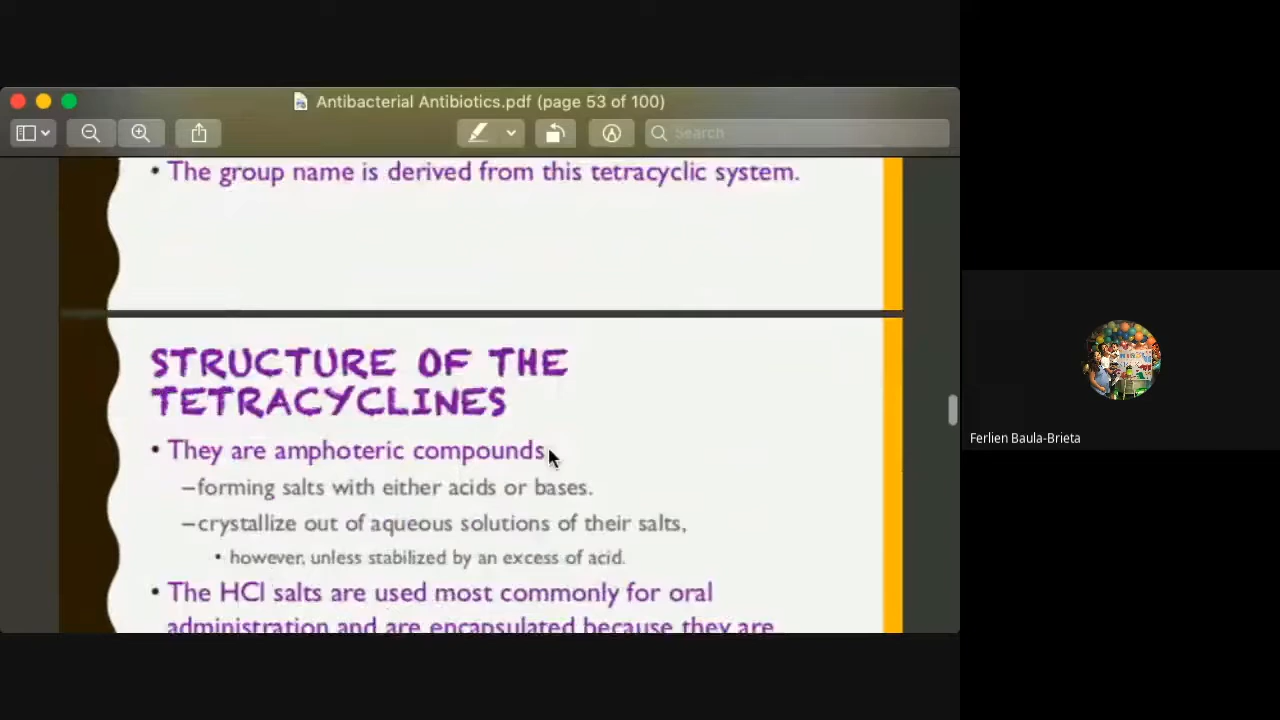 Antibacterial Antibiotics.pdf (page 53 of 100)
Search
• The group name is derived from this tetracyclic system.
STRUCTURE OF THE
TETRACYCLINES
• They are amphoteric compounds,
–forming salts with either acids or bases.
–crystallize out of aqueous solutions of their salts,
• however, unless stabilized by an excess of acid.
• The HCl salts are used most commonly for oral
administration and are encapsulated because they are
Ferlien Baula-Brieta